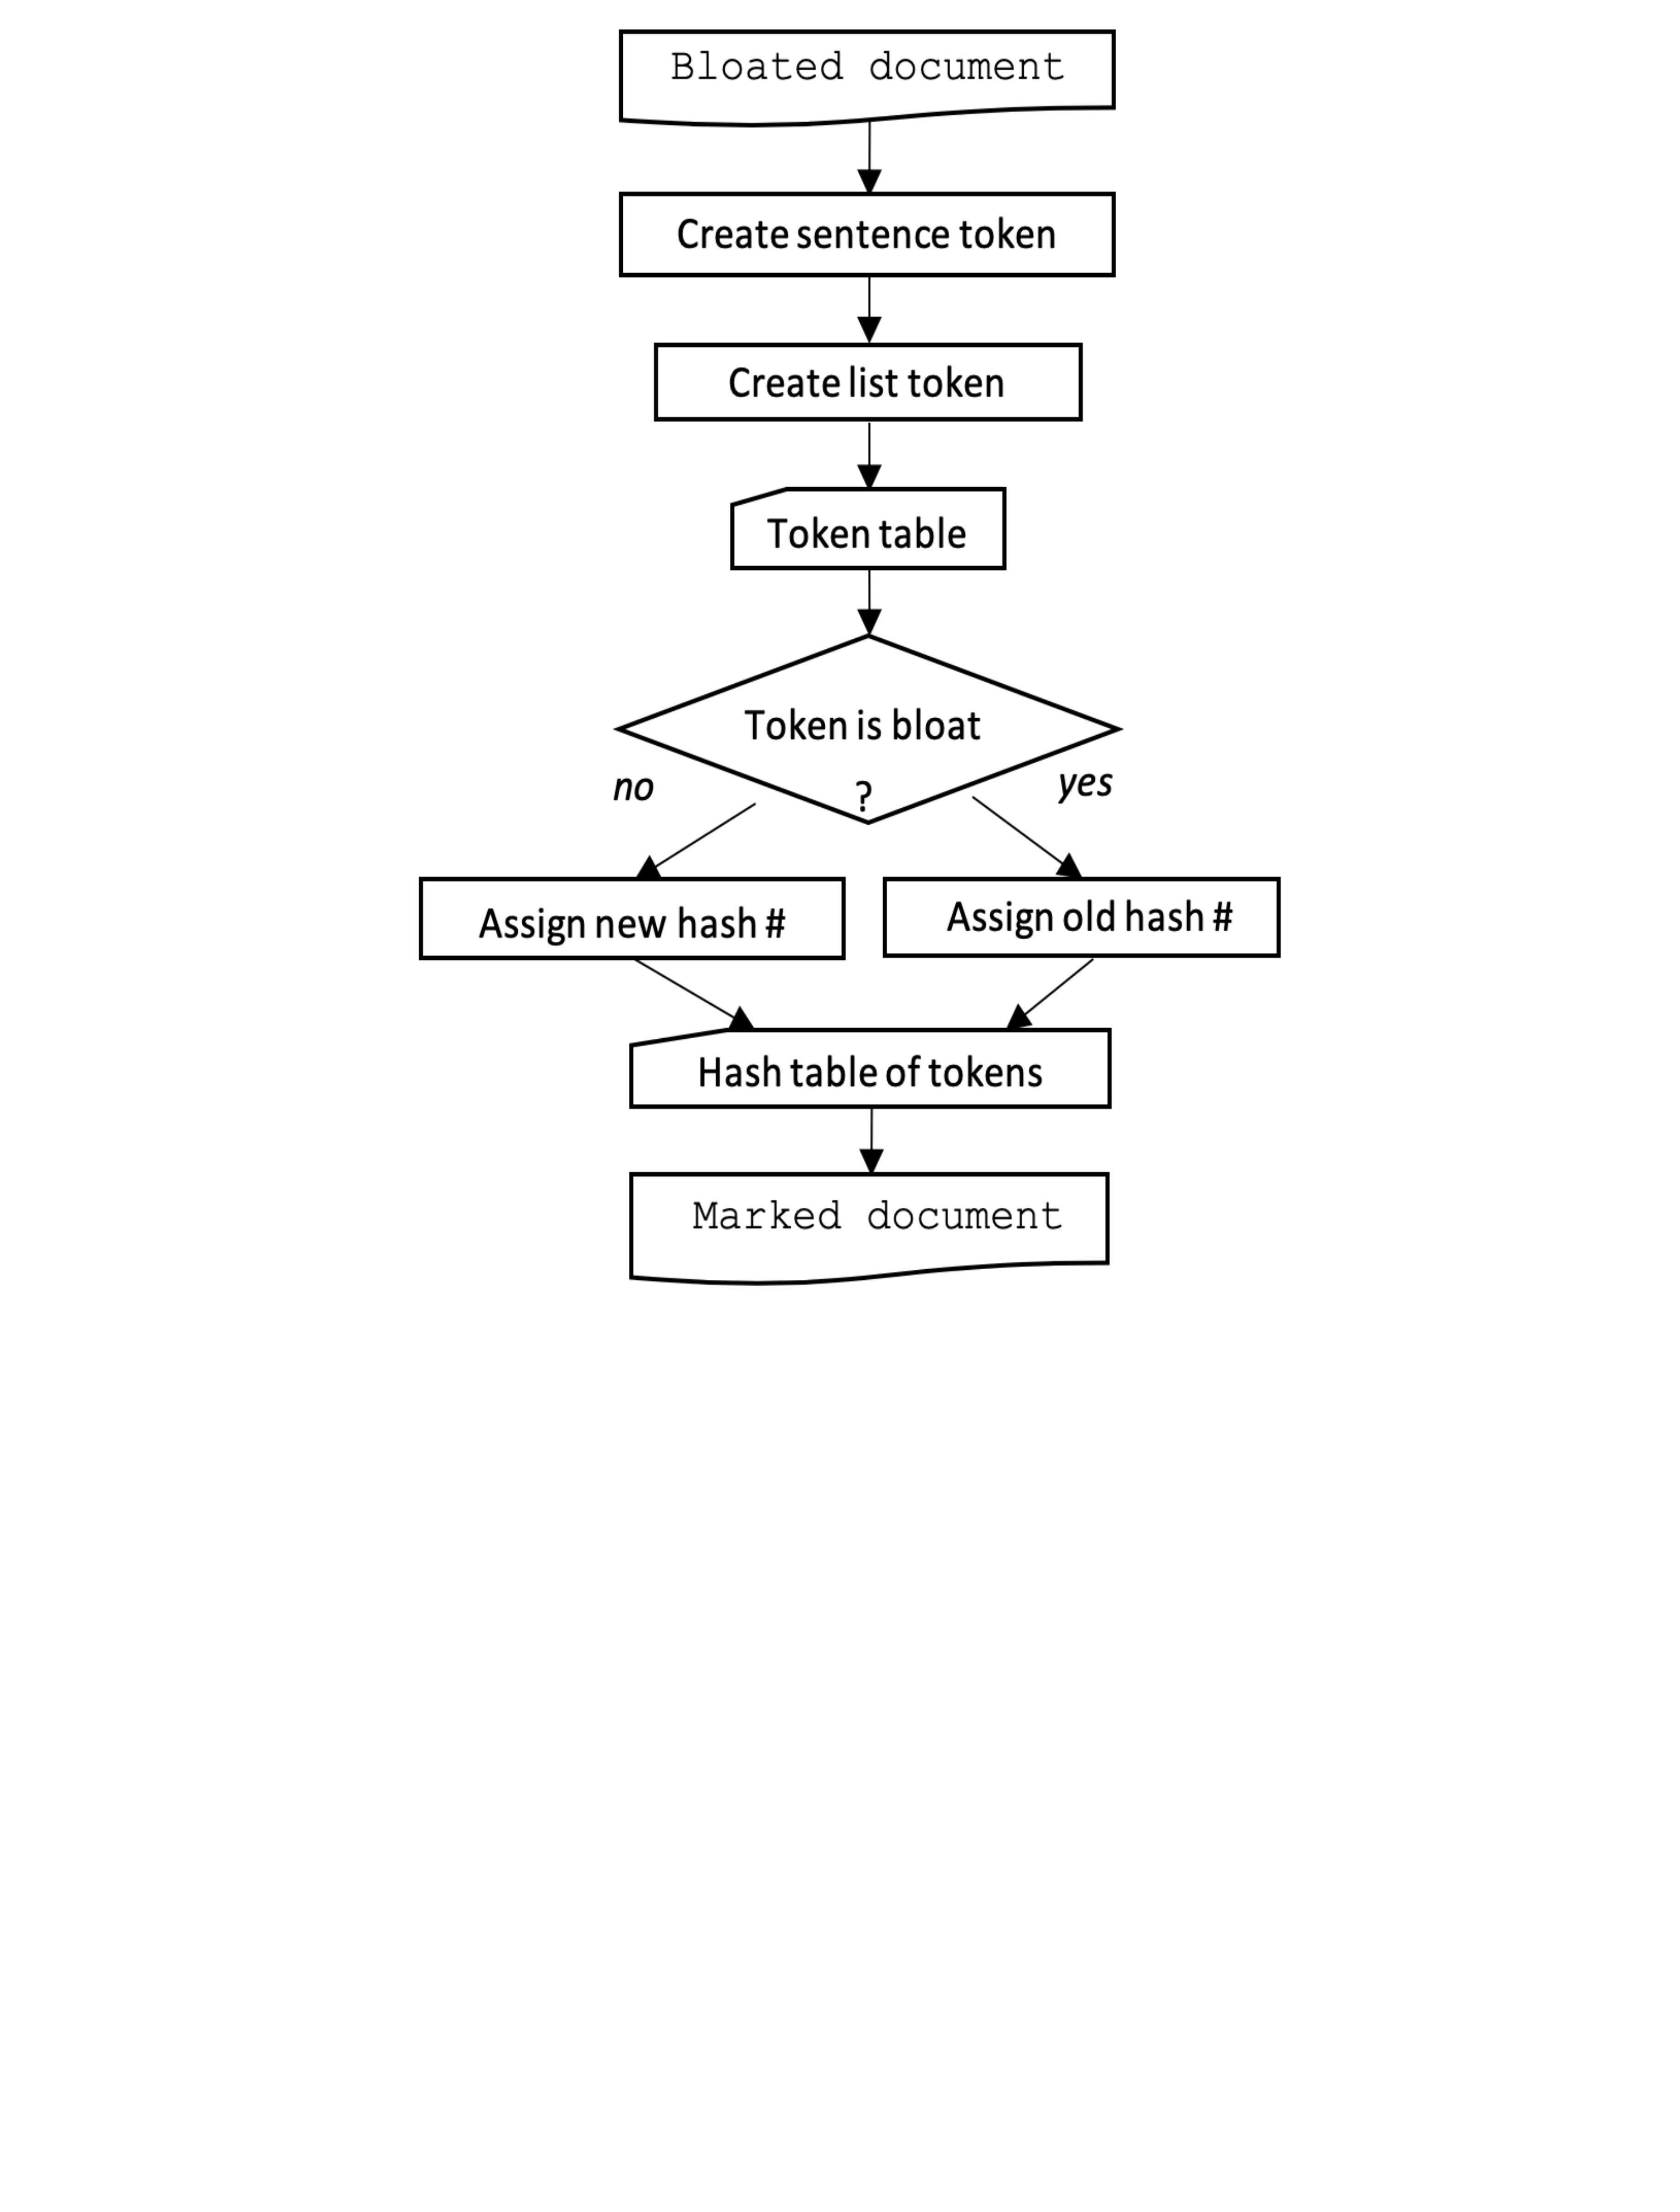 Bloated document
Create sentence token
Create list token
Token table
Token is bloat
?
no
yes
Assign new hash #
Assign old hash #
Hash table of tokens
Marked document